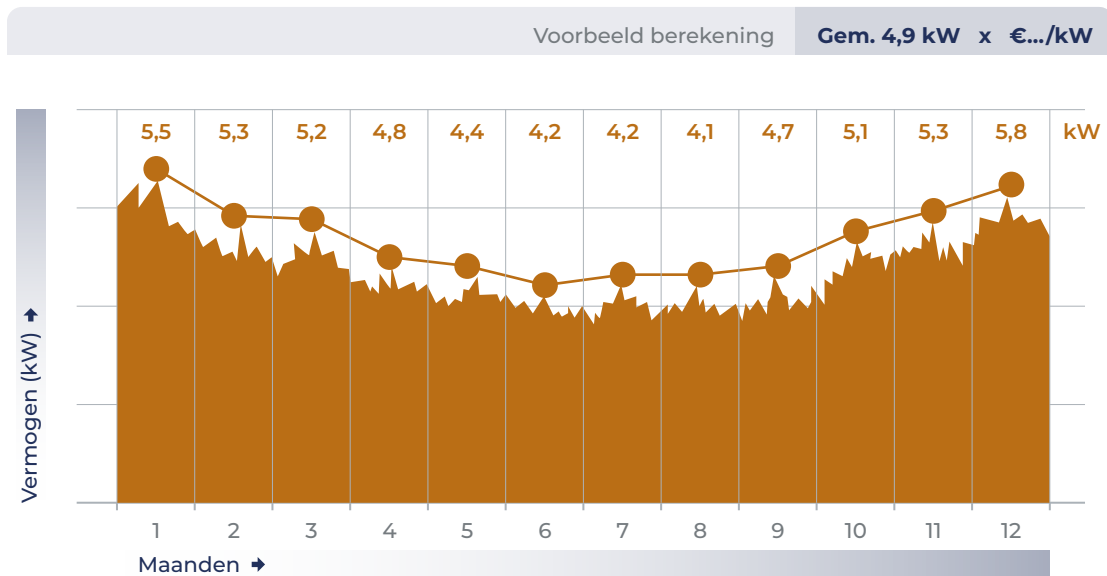 Voorbeeld berekening Gem. 4,9 kW x €.../kW
5,5 5,3 5,2 4,8 4,4 4,2 4,2 4,1 4,7 5,1 5,3 5,8 kW
Vermogen (kW)
1 2 3 4 5 6 7 8 9 10 11 12
Maanden